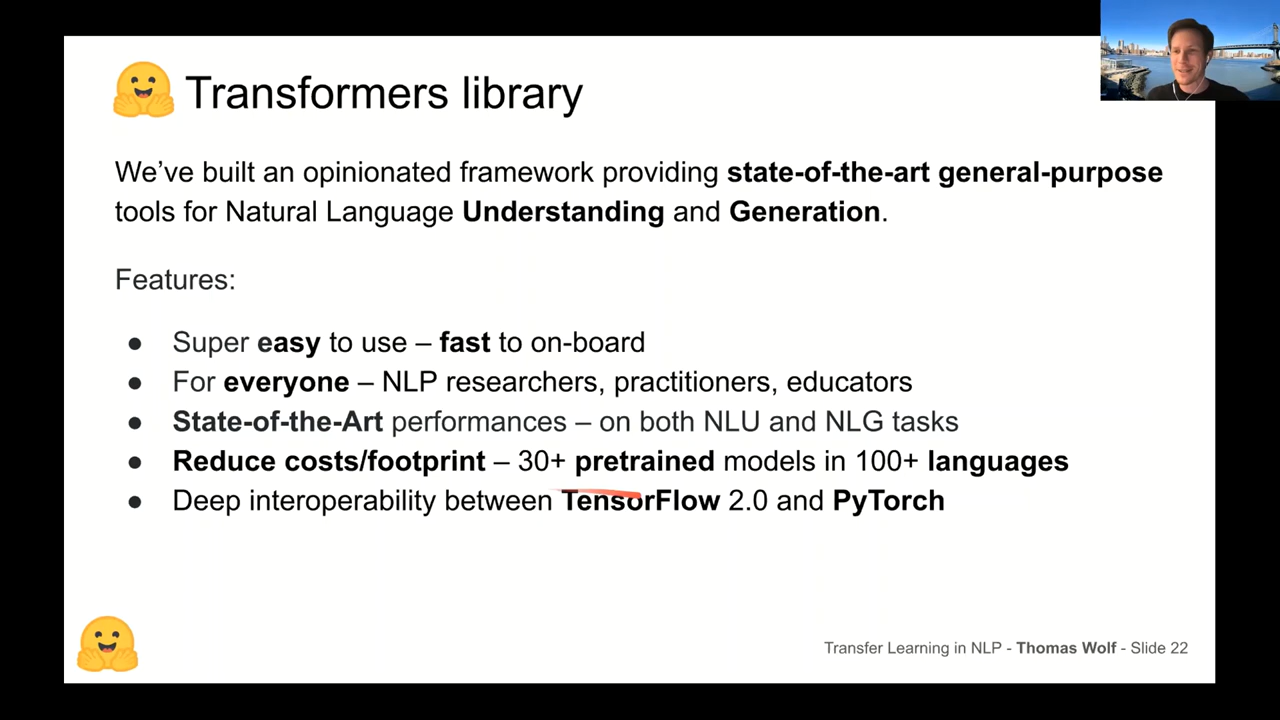 Transformers library
We’ve built an opinionated framework providing state-of-the-art general-purpose
tools for Natural Language Understanding and Generation.
Features:
● Super easy to use – fast to on-board
● For everyone – NLP researchers, practitioners, educators
● State-of-the-Art performances – on both NLU and NLG tasks
● Reduce costs/footprint – 30+ pretrained models in 100+ languages
● Deep interoperability between TensorFlow 2.0 and PyTorch
Transfer Learning in NLP - Thomas Wolf - Slide 22